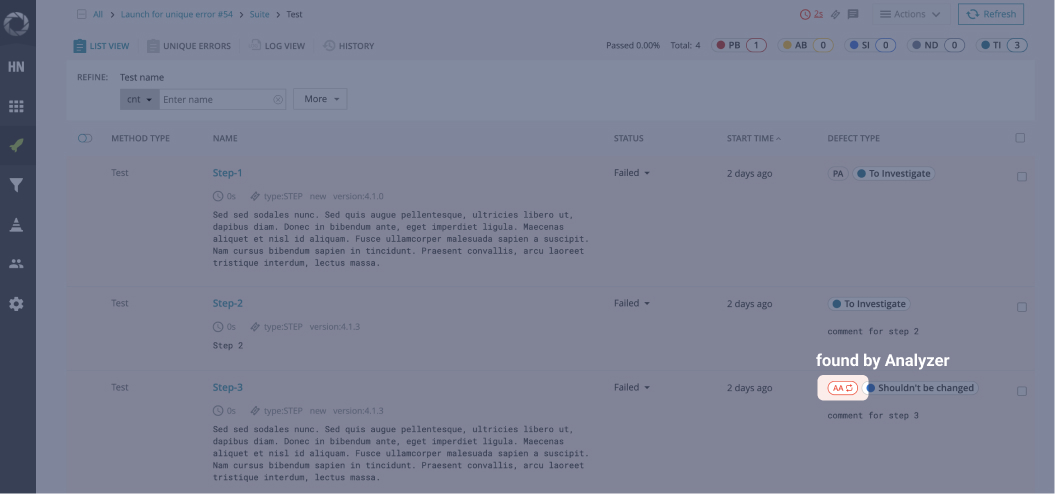 All > Launch for unique error #54 > Suite > Test
2s
Actions
Refresh
LIST VIEW
UNIQUE ERRORS
LOG VIEW
HISTORY
Passed 0.00% Total: 4
PB 1
AB 0
SI 0
ND 0
TI 3
HN
REFINE:
Test name
cnt
Enter name
More
METHOD TYPE
NAME
STATUS
START TIME
DEFECT TYPE
Test
Step-1
Failed
2 days ago
PA
To Investigate
0s type:STEP new version:4.1.0
Sed sed sodales nunc. Sed quis augue pellentesque, ultricies libero ut,
dapibus diam. Donec in bibendum ante, eget imperdiet ligula. Maecenas
aliquet et nisl id aliquam. Fusce ullamcorper malesuada sapien a suscipit.
Nam cursus bibendum sapien in tincidunt. Praesent convallis, arcu laoreet
tristique interdum, lectus massa.
Test
Step-2
Failed
2 days ago
To Investigate
0s type:STEP version:4.1.3
comment for step 2
Step 2
found by Analyzer
Test
Step-3
Failed
2 days ago
AA
Shouldn't be changed
0s type:STEP new version:4.1.3
comment for step 3
Sed sed sodales nunc. Sed quis augue pellentesque, ultricies libero ut,
dapibus diam. Donec in bibendum ante, eget imperdiet ligula. Maecenas
aliquet et nisl id aliquam. Fusce ullamcorper malesuada sapien a suscipit.
Nam cursus bibendum sapien in tincidunt. Praesent convallis, arcu laoreet
tristique interdum, lectus massa.